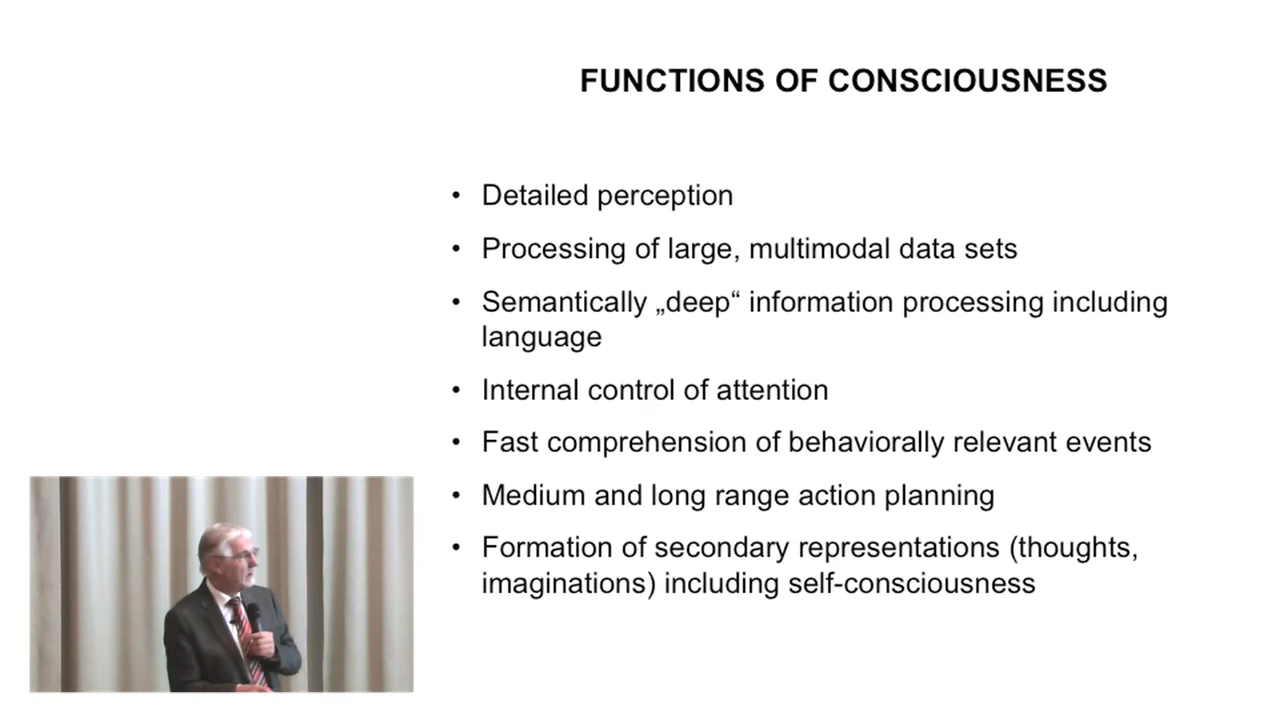 FUNCTIONS OF CONSCIOUSNESS
• Detailed perception
• Processing of large, multimodal data sets
• Semantically „deep“ information processing including
language
• Internal control of attention
• Fast comprehension of behaviorally relevant events
• Medium and long range action planning
• Formation of secondary representations (thoughts,
imaginations) including self-consciousness